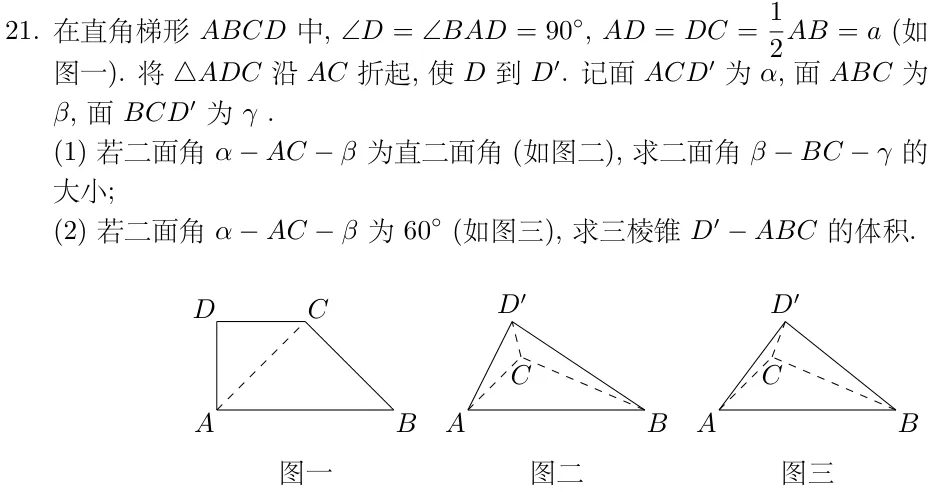 21. 在直角梯形 ABCD 中, ∠D = ∠BAD = 90°, AD = DC = \frac{1}{2}AB = a (如
图一). 将 △ADC 沿 AC 折起, 使 D 到 D′. 记面 ACD′ 为 α, 面 ABC 为
β, 面 BCD′ 为 γ .
(1) 若二面角 α − AC − β 为直二面角 (如图二), 求二面角 β − BC − γ 的
大小;
(2) 若二面角 α − AC − β 为 60° (如图三), 求三棱锥 D′ − ABC 的体积.
D C D′ D′
C C
A B A B A B
图一 图二 图三